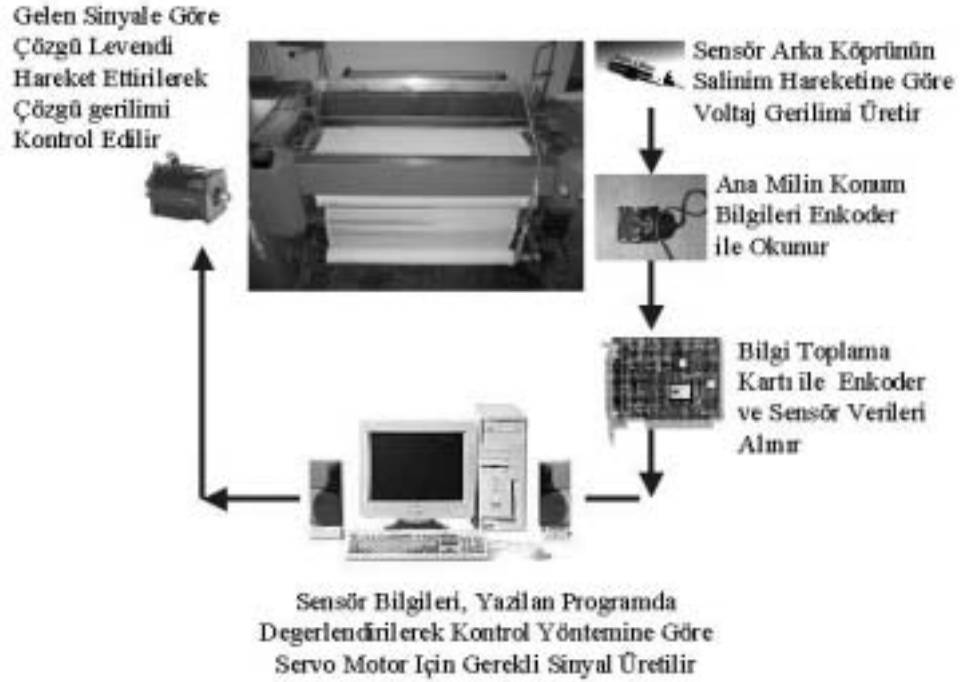 Gelen Sinyale Göre
Çözgü Levendi
Hareket Ettirilerek
Çözgü gerilimi
Kontrol Edilir
Sensör Arka Köprünün
Salinim Hareketine Göre
Voltaj Gerilimi Üretir
Ana Milin Konum
Bilgileri Enkoder
ile Okunur
Bilgi Toplama
Kartı ile Enkoder
ve Sensör Verileri
Alınır
Sensör Bilgileri, Yazilan Programda
Degerlendirilerek Kontrol Yöntemine Göre
Servo Motor Için Gerekli Sinyal Üretilir